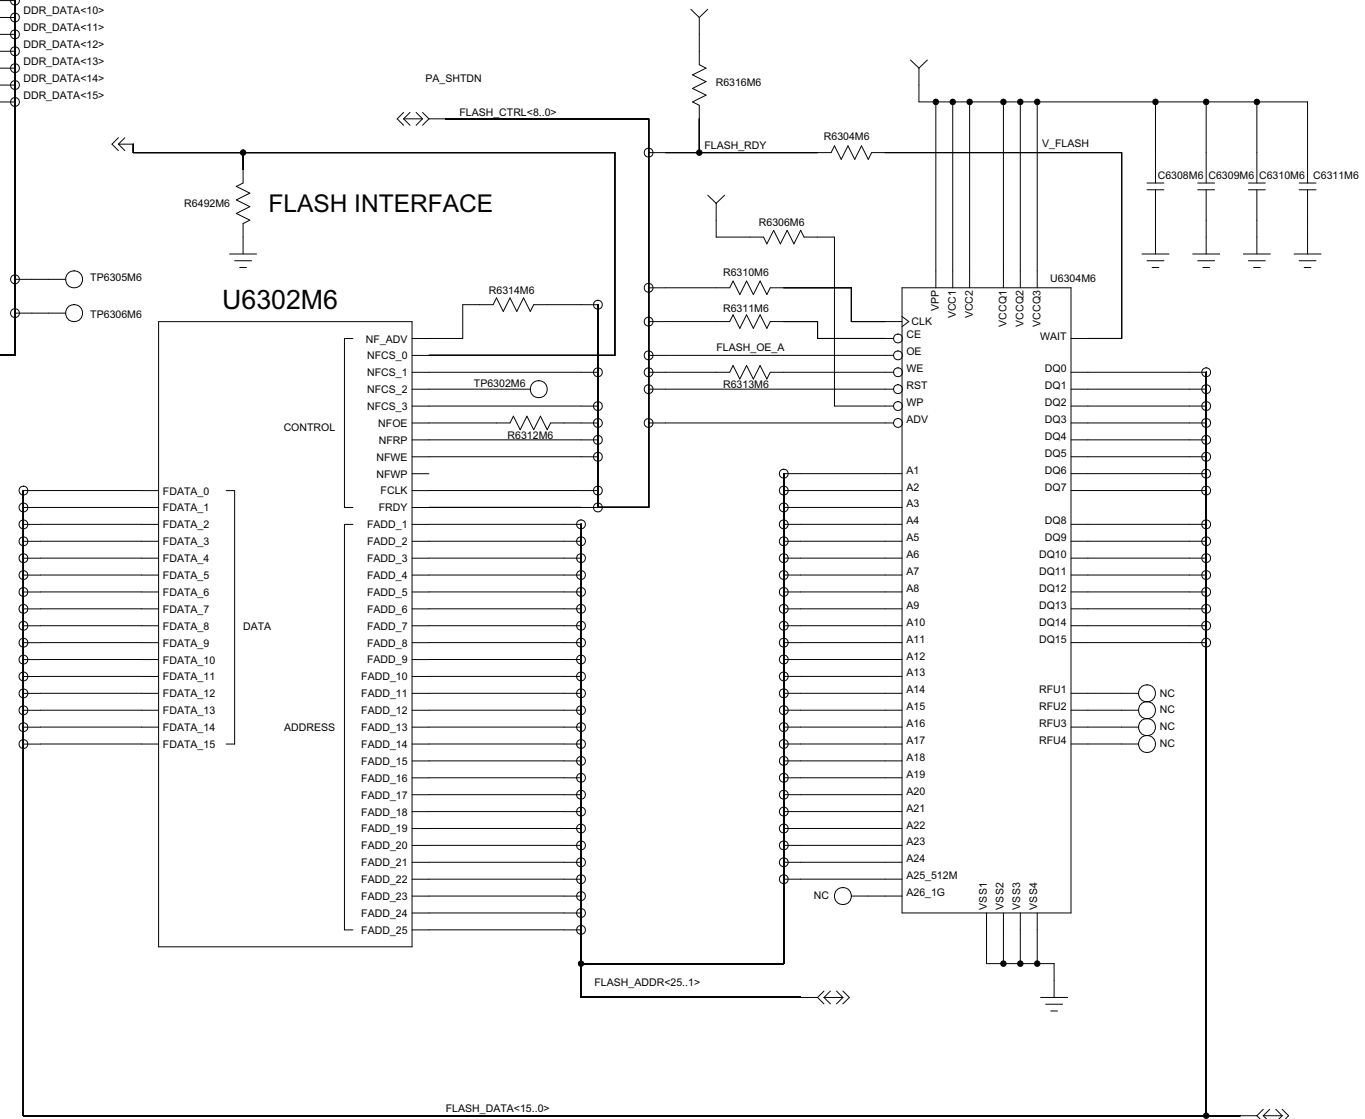 DDR_DATA<10>
DDR_DATA<11>
DDR_DATA<12>
DDR_DATA<13>
DDR_DATA<14>
DDR_DATA<15>
PA_SHTDN
FLASH_CTRL<8..0>
R6316M6
FLASH_RDY
R6304M6
V_FLASH
C6308M6
C6309M6
C6310M6
C6311M6
R6492M6
FLASH INTERFACE
R6306M6
TP6305M6
TP6306M6
U6302M6
R6314M6
R6310M6
R6311M6
FLASH_OE_A
R6313M6
TP6302M6
R6312M6
CONTROL
NF_ADV
NFCS_0
NFCS_1
NFCS_2
NFCS_3
NFOE
NFRP
NFWE
NFWP
FCLK
FRDY
FDATA_0
FDATA_1
FDATA_2
FDATA_3
FDATA_4
FDATA_5
FDATA_6
FDATA_7
FDATA_8
FDATA_9
FDATA_10
FDATA_11
FDATA_12
FDATA_13
FDATA_14
FDATA_15
DATA
ADDRESS
FADD_1
FADD_2
FADD_3
FADD_4
FADD_5
FADD_6
FADD_7
FADD_8
FADD_9
FADD_10
FADD_11
FADD_12
FADD_13
FADD_14
FADD_15
FADD_16
FADD_17
FADD_18
FADD_19
FADD_20
FADD_21
FADD_22
FADD_23
FADD_24
FADD_25
U6304M6
VPP
VCC1
VCC2
VCCQ1
VCCQ2
VCCQ3
CLK
CE
OE
WE
RST
WP
ADV
A1
A2
A3
A4
A5
A6
A7
A8
A9
A10
A11
A12
A13
A14
A15
A16
A17
A18
A19
A20
A21
A22
A23
A24
A25_512M
NC
A26_1G
WAIT
DQ0
DQ1
DQ2
DQ3
DQ4
DQ5
DQ6
DQ7
DQ8
DQ9
DQ10
DQ11
DQ12
DQ13
DQ14
DQ15
RFU1
NC
RFU2
NC
RFU3
NC
RFU4
NC
VSS1
VSS2
VSS3
VSS4
FLASH_ADDR<25..1>
FLASH_DATA<15..0>